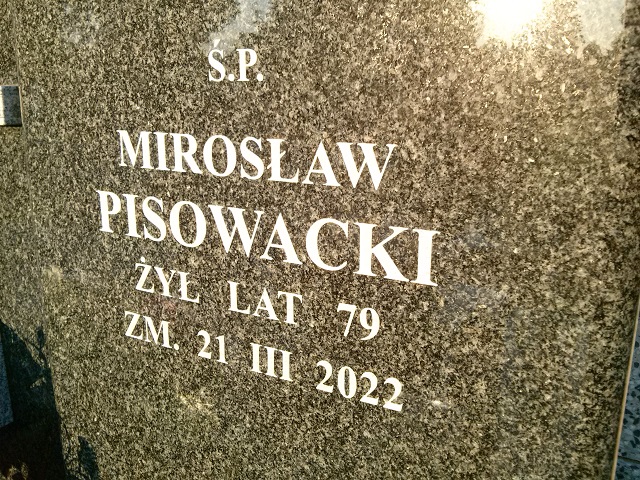 Ś.P.
MIROSŁAW
PISOWACKI
ŻYŁ LAT 79
ZM. 21 III 2022